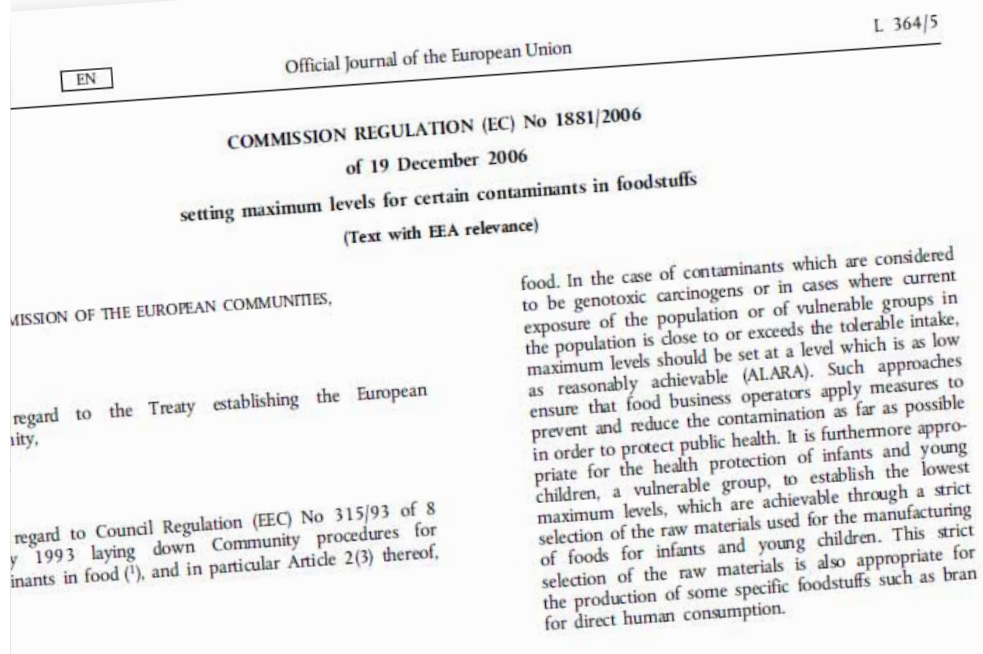 L 364/5
EN
Official Journal of the European Union
COMMISSION REGULATION (EC) No 1881/2006
of 19 December 2006
setting maximum levels for certain contaminants in foodstuffs
(Text with EEA relevance)
MISSION OF THE EUROPEAN COMMUNITIES,
regard to the Treaty establishing the European
ity,
regard to Council Regulation (EEC) No 315/93 of 8
y 1993 laying down Community procedures for
inants in food (¹), and in particular Article 2(3) thereof,
food. In the case of contaminants which are considered
to be genotoxic carcinogens or in cases where current
exposure of the population or of vulnerable groups in
the population is close to or exceeds the tolerable intake,
maximum levels should be set at a level which is as low
as reasonably achievable (ALARA). Such approaches
ensure that food business operators apply measures to
prevent and reduce the contamination as far as possible
in order to protect public health. It is furthermore appro-
priate for the health protection of infants and young
children, a vulnerable group, to establish the lowest
maximum levels, which are achievable through a strict
selection of the raw materials used for the manufacturing
of foods for infants and young children. This strict
selection of the raw materials is also appropriate for
the production of some specific foodstuffs such as bran
for direct human consumption.